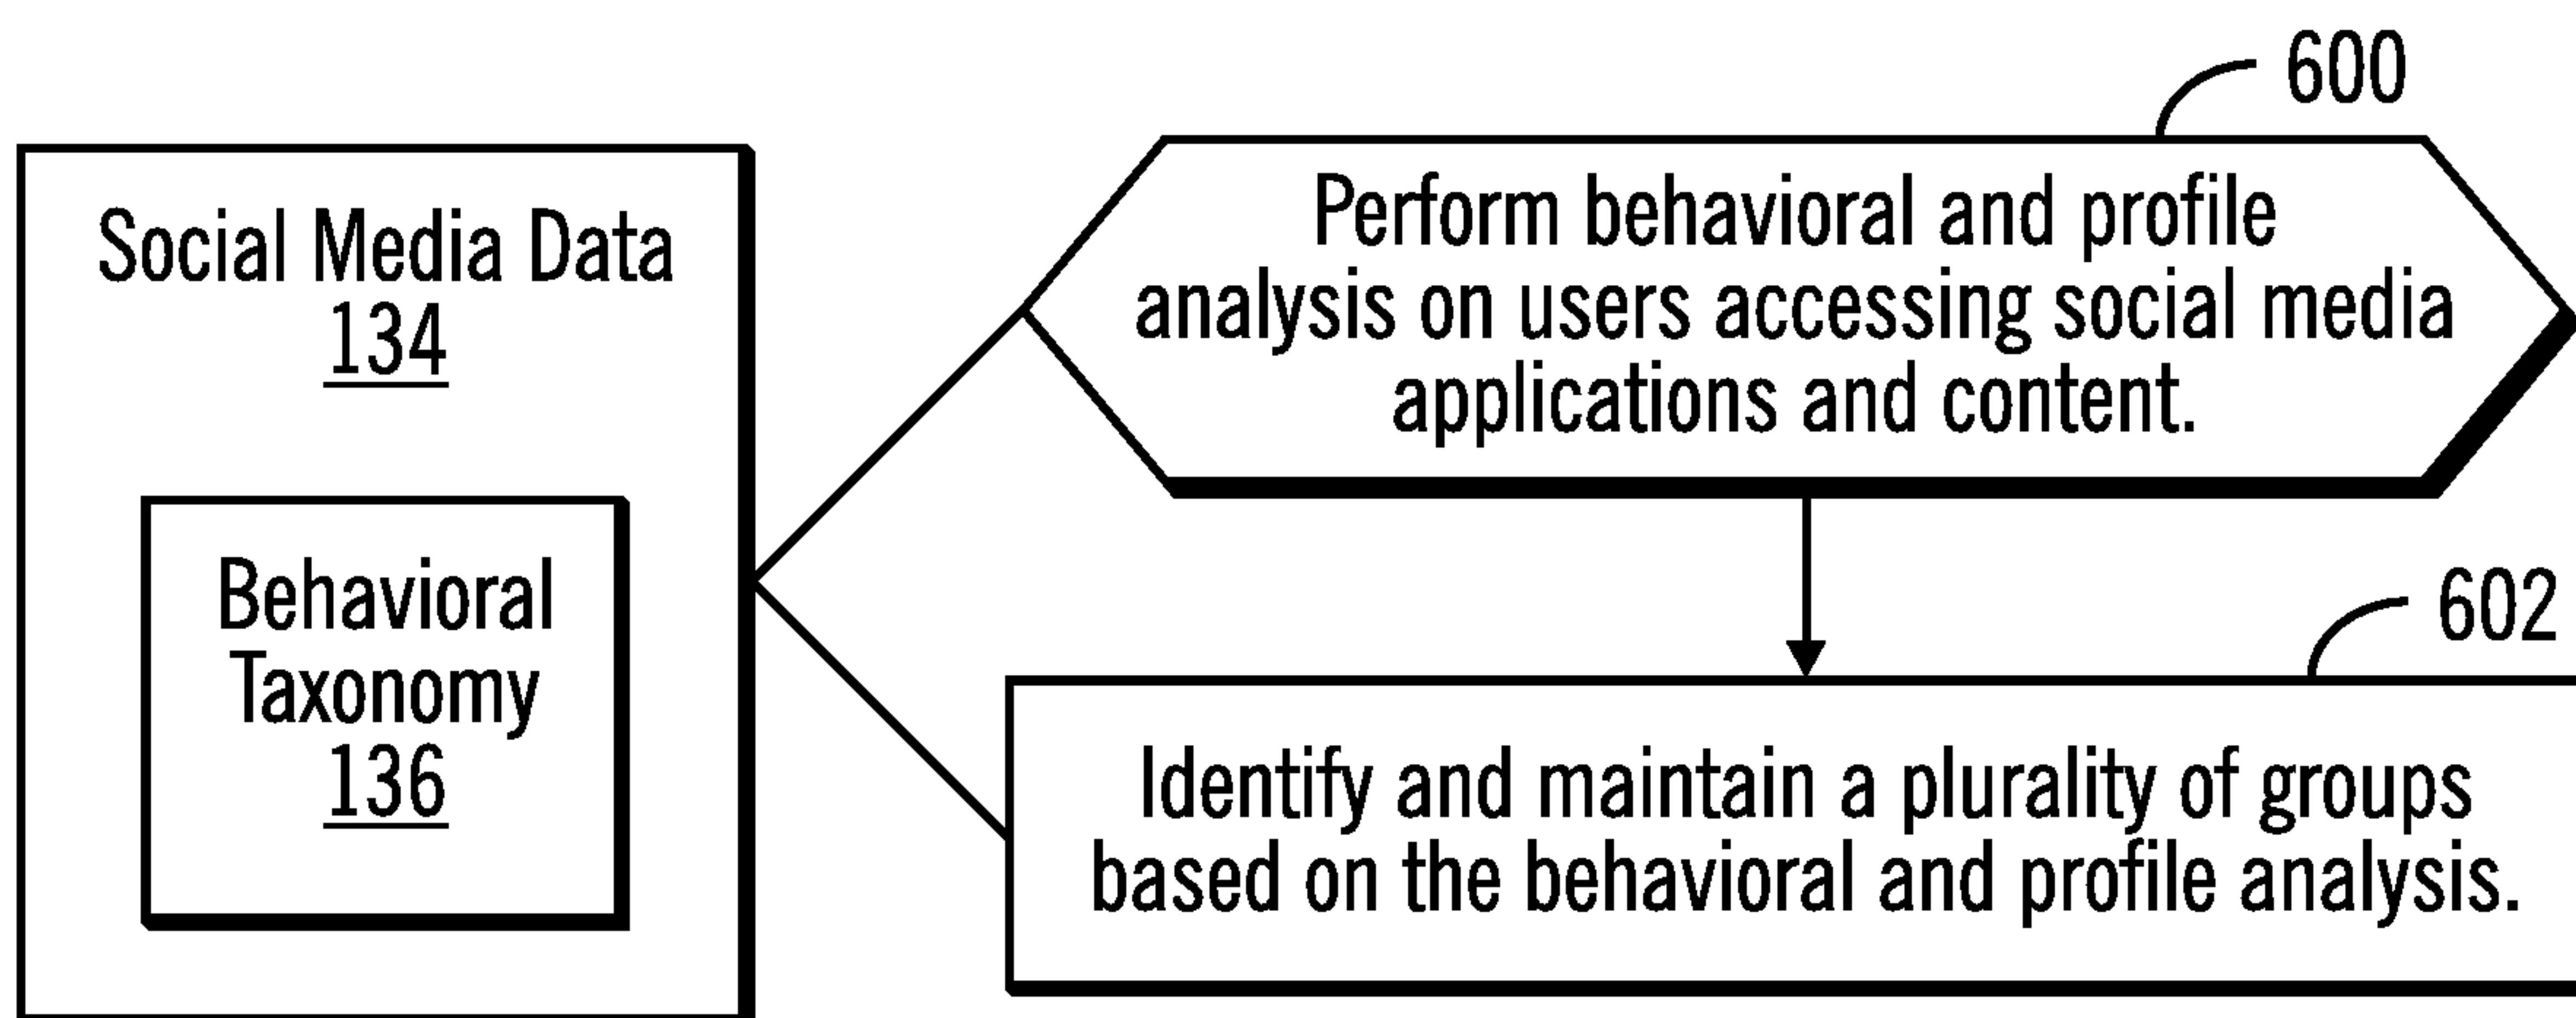 Social Media Data
134
Behavioral
Taxonomy
136
600
Perform behavioral and profile
analysis on users accessing social media
applications and content.
602
Identify and maintain a plurality of groups
based on the behavioral and profile analysis.